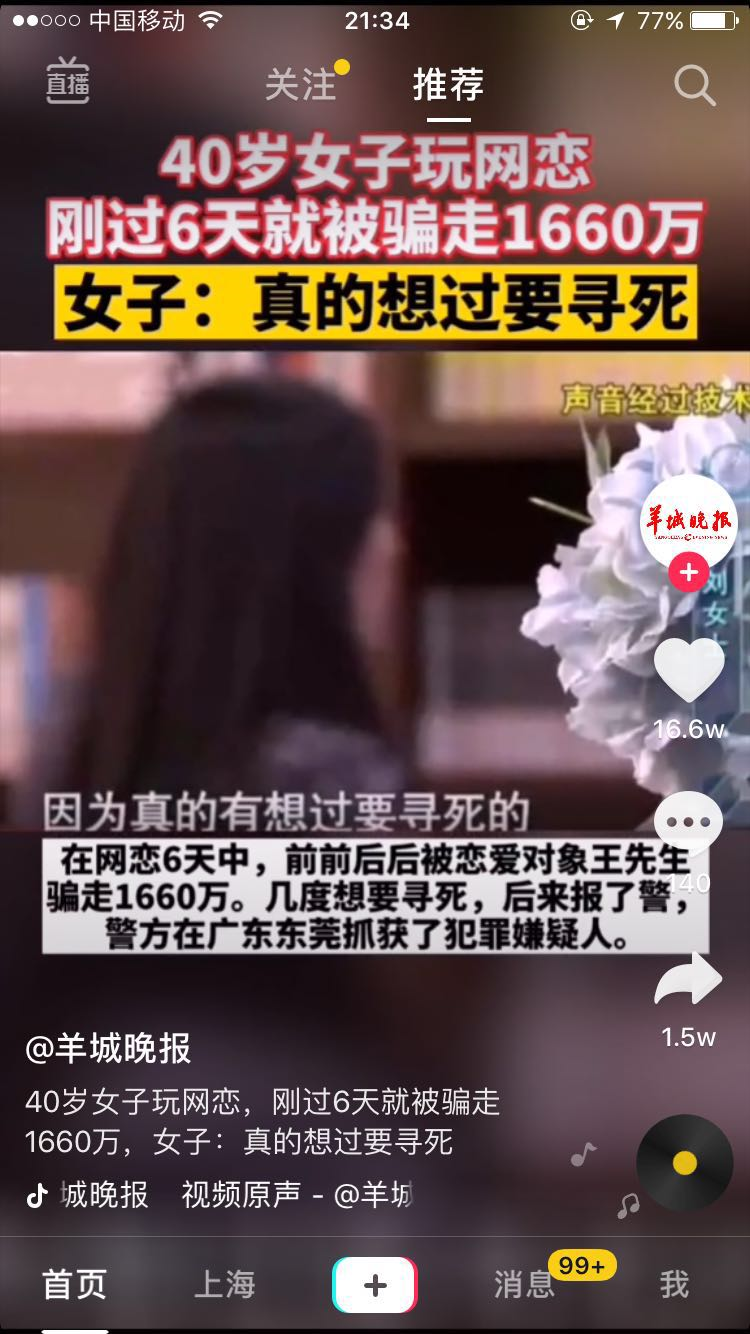 中国移动
21:34
77%
直播
关注
推荐
40岁女子玩网恋
刚过6天就被骗走1660万
女子：真的想过要寻死
声音经过技术
羊城晚报
刘女士
16.6w
因为真的有想过要寻死的
140
在网恋6天中，前前后后被恋爱对象王先生
骗走1660万。几度想要寻死，后来报了警，
警方在广东东莞抓获了犯罪嫌疑人。
1.5w
@羊城晚报
40岁女子玩网恋，刚过6天就被骗走
1660万，女子：真的想过要寻死
城晚报 视频原声 - @羊城
首页
上海
消息
99+
我